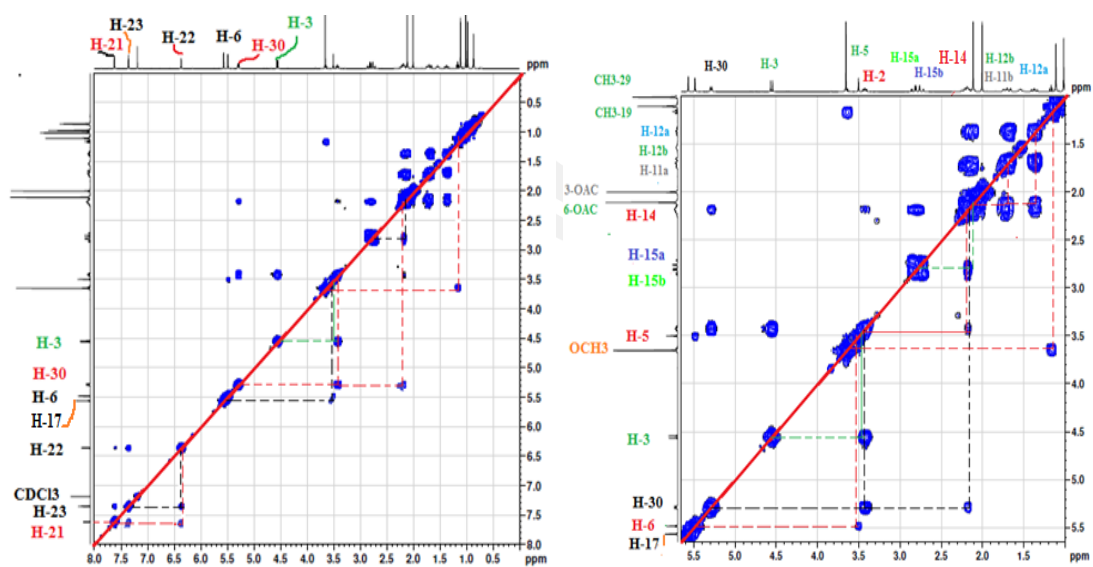 H-23
H-3
H-22
H-6
H-21
H-30
ppm
0.5
1.0
1.5
2.0
2.5
3.0
3.5
4.0
H-3
4.5
H-30
5.0
H-6
5.5
H-17
6.0
H-22
6.5
CDCl3
7.0
H-23
7.5
H-21
8.0
8.0 7.5 7.0 6.5 6.0 5.5 5.0 4.5 4.0 3.5 3.0 2.5 2.0 1.5 1.0 0.5 ppm
H-5
H-15a
H-14
H-30
H-3
H-2
H-15b
H-12b
H-11b
H-12a
CH3-29
ppm
CH3-19
H-12a
1.5
H-12b
H-11a
3-OAC
2.0
6-OAC
H-14
2.5
H-15a
H-15b
3.0
H-5
3.5
OCH3
4.0
H-3
4.5
5.0
H-30
H-6
5.5
H-17
5.0 4.5 4.0 3.5 3.0 2.5 2.0 1.5 ppm